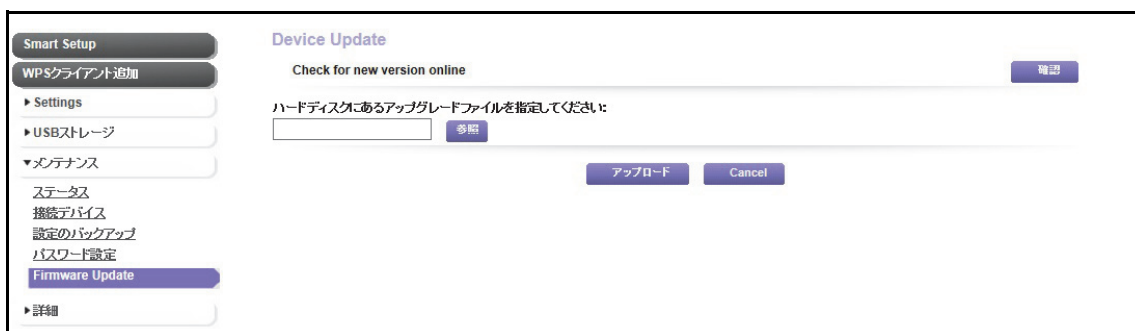 Smart Setup
WPSクライアント追加
Settings
USBストレージ
メンテナンス
ステータス
接続デバイス
設定のバックアップ
パスワード設定
Firmware Update
詳細
Device Update
Check for new version online
確認
ハードディスクにあるアップグレードファイルを指定してください:
参照
アップロード Cancel